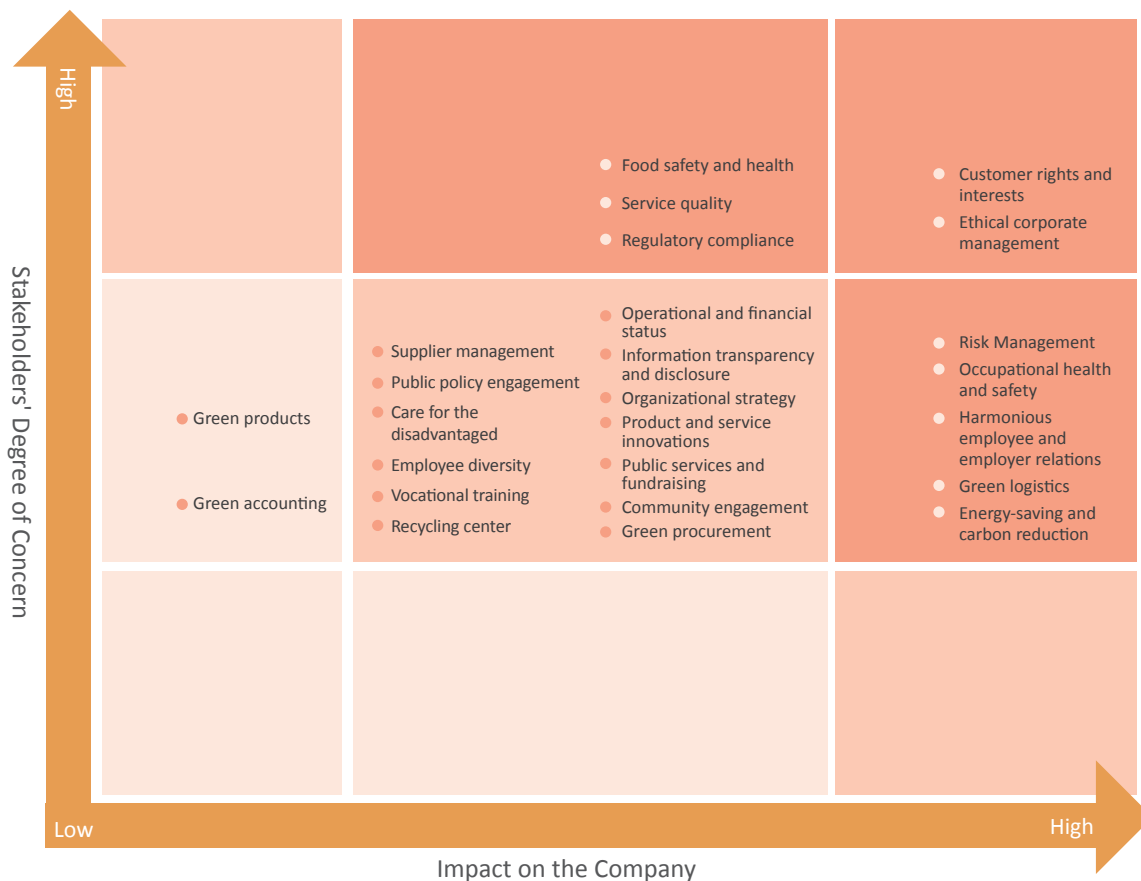 High
Stakeholders' Degree of Concern
Food safety and health
Service quality
Regulatory compliance
Customer rights and
interests
Ethical corporate
management
Green products
Green accounting
Supplier management
Public policy engagement
Care for the
disadvantaged
Employee diversity
Vocational training
Recycling center
Operational and financial
status
Information transparency
and disclosure
Organizational strategy
Product and service
innovations
Public services and
fundraising
Community engagement
Green procurement
Risk Management
Occupational health
and safety
Harmonious
employee and
employer relations
Green logistics
Energy-saving and
carbon reduction
Low
High
Impact on the Company